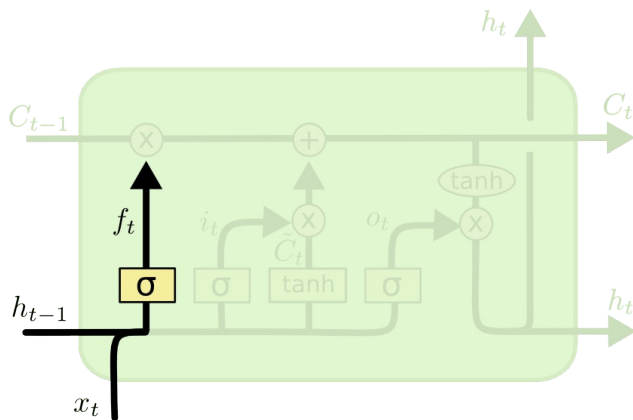 h_t
C_{t-1}
x
+
C_t
tanh
f_t
i_t
x
C̃_t
o_t
x
σ
σ
tanh
σ
h_{t-1}
h_t
x_t